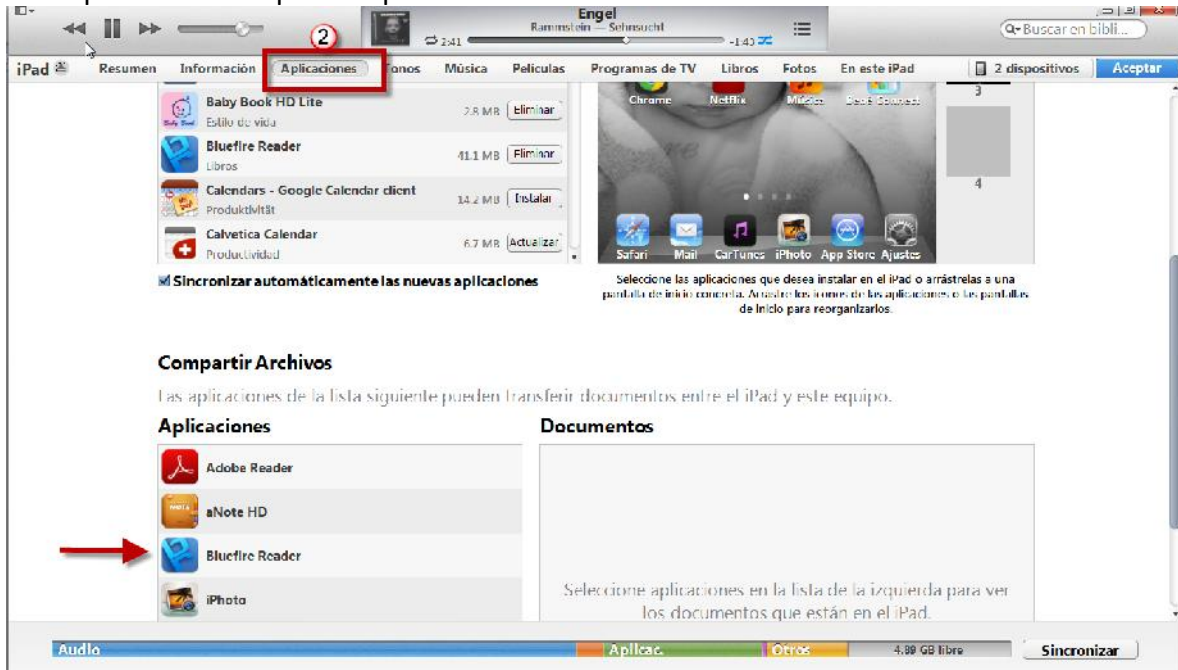 Engel
Rammstein — Sehnsucht
2:41
-1:43
Buscar en bibli...
2
iPad
Resumen
Información
Aplicaciones
Tonos
Música
Películas
Programas de TV
Libros
Fotos
En este iPad
2 dispositivos
Aceptar
Baby Book HD Lite
Estilo de vida
2.8 MB
Eliminar
Bluefire Reader
Libros
41.1 MB
Eliminar
Calendars - Google Calendar client
Produktivität
14.2 MB
Instalar
Calvetica Calendar
Productividad
6.7 MB
Actualizar
Chrome
Netflix
Música
Bebé Connect
Safari
Mail
CarTunes
iPhoto
App Store
Ajustes
3
4
Sincronizar automáticamente las nuevas aplicaciones
Seleccione las aplicaciones que desea instalar en el iPad o arrástrelas a una
pantalla de inicio concreta. Arrastre los iconos de las aplicaciones o las pantallas
de inicio para reorganizarlos.
Compartir Archivos
Las aplicaciones de la lista siguiente pueden transferir documentos entre el iPad y este equipo.
Aplicaciones
Documentos
Adobe Reader
aNote HD
Bluefire Reader
iPhoto
Seleccione aplicaciones en la lista de la izquierda para ver
los documentos que están en el iPad.
Audio
Aplicac.
Otros
4.89 GB libre
Sincronizar